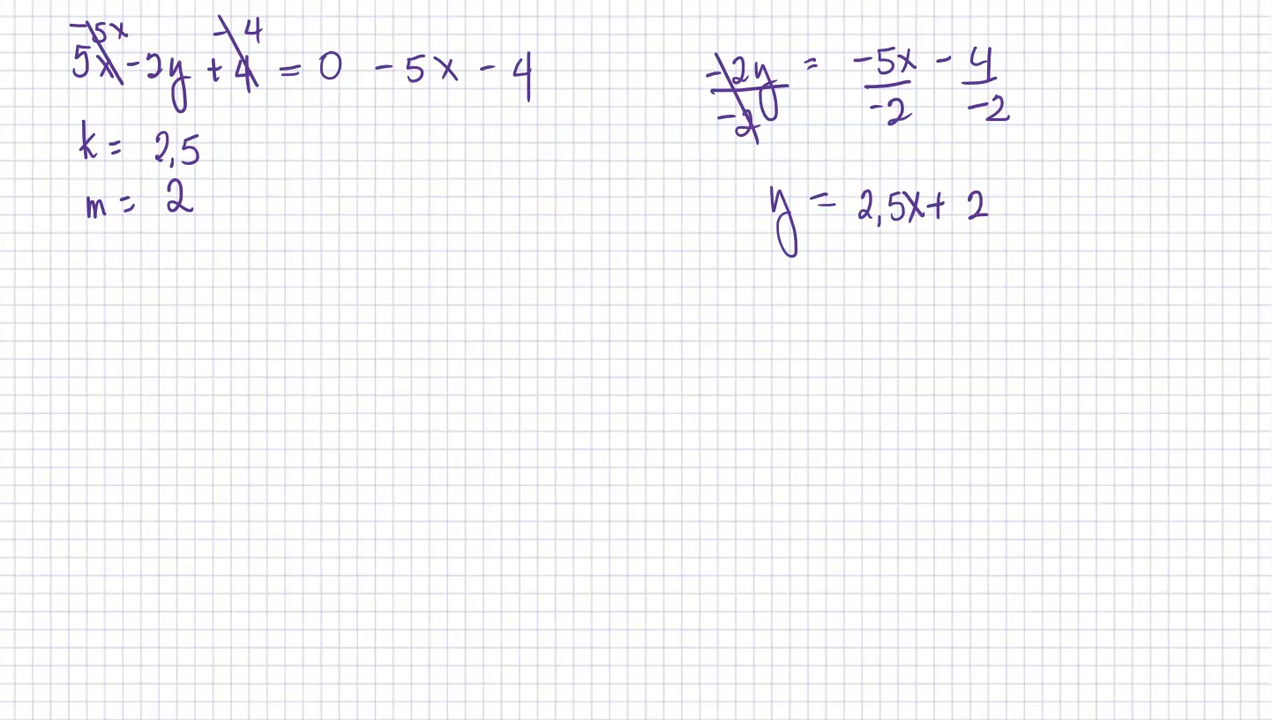 -5x - 4
5x - 2y + 4 = 0 - 5x - 4
k = 2,5
m = 2
-2y = -5x - 4
-2 -2 -2
y = 2,5x + 2